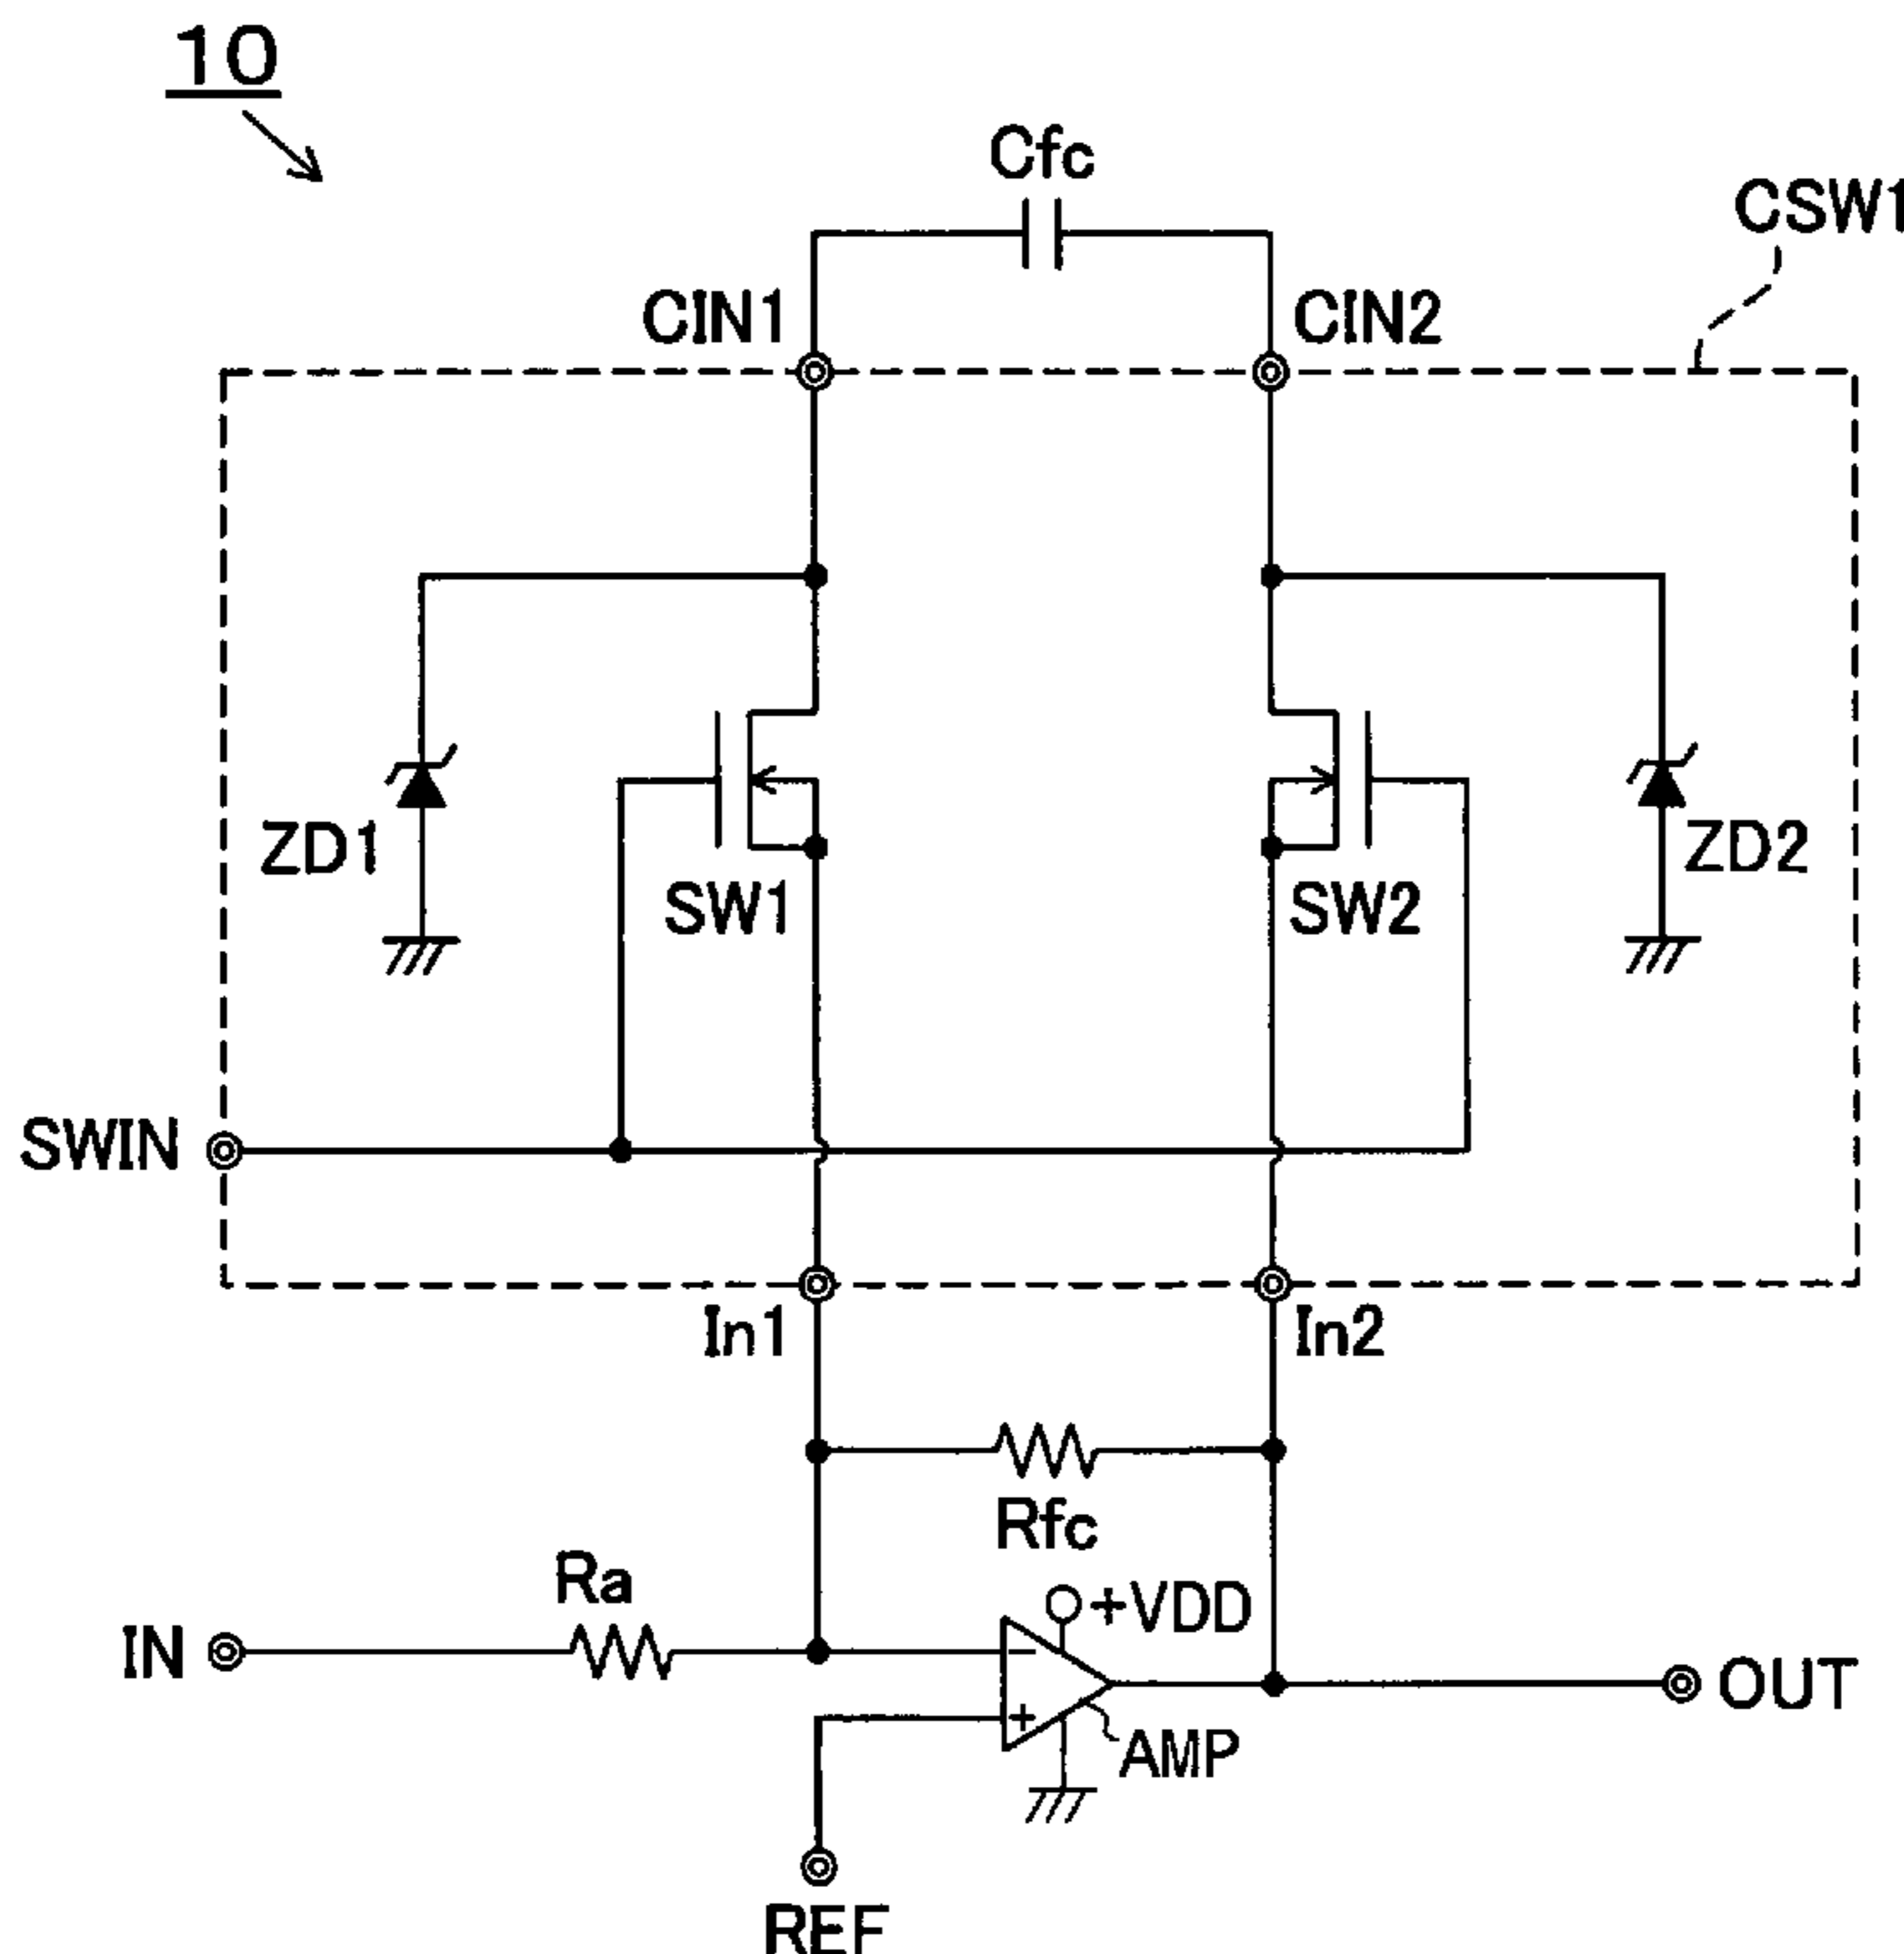 10
Cfc
CSW1
CIN1
CIN2
ZD1
ZD2
SW1
SW2
SWIN
In1
In2
Rfc
Ra
+VDD
IN
−
OUT
+
AMP
REF